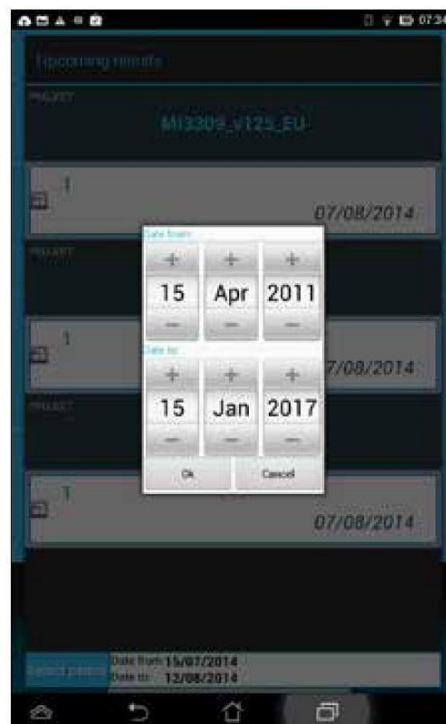 07:34
Upcoming retests
PROJECT
MI3309_v125_EU
1
07/08/2014
PROJECT
1
7/08/2014
PROJECT
1
07/08/2014
Date from:
+ + +
15 Apr 2011
- - -
Date to:
+ + +
15 Jan 2017
- - -
Ok Cancel
Select period
Date from: 15/07/2014
Date to: 13/08/2014